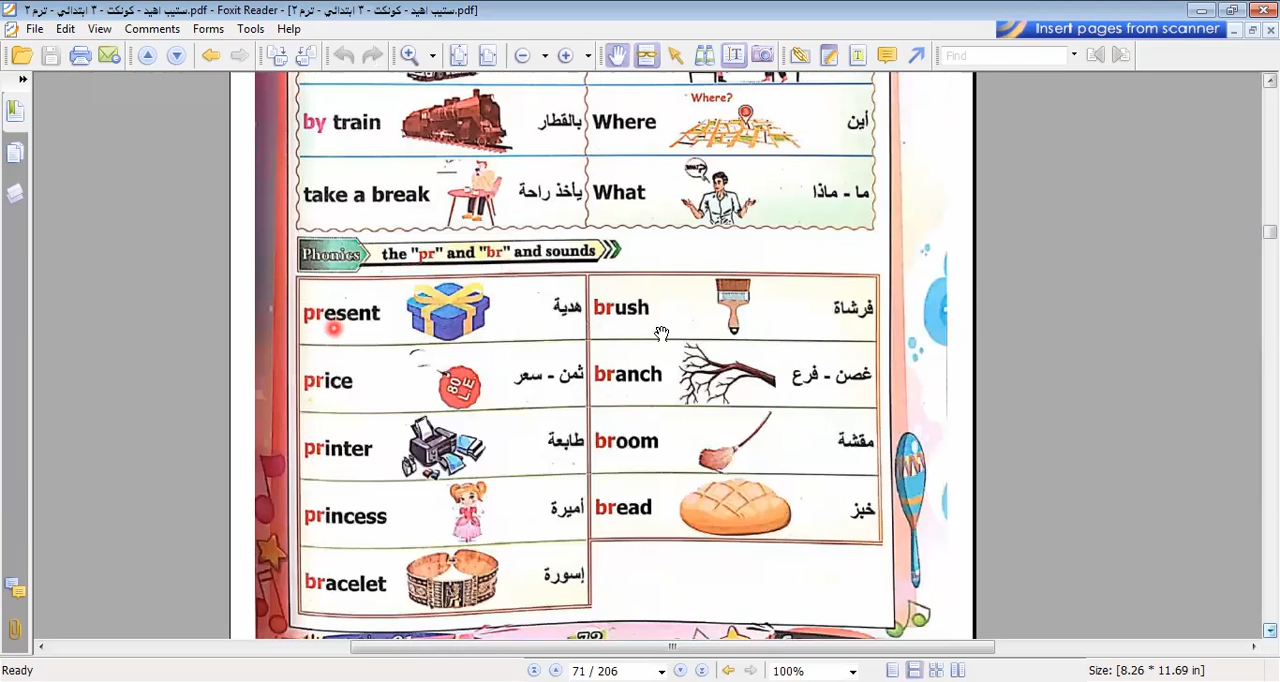 ستيب اهيد - كونكت - ٣ ابتدائي - ترم ٢.pdf - Foxit Reader - [ستيب اهيد - كونكت - ٣ ابتدائي - ترم ٢.pdf]
File Edit View Comments Forms Tools Help
Insert pages from scanner
Find
by train بالقطار Where Where? أين
take a break يأخذ راحة What ما - ماذا
Phonics the "pr" and "br" and sounds
present هدية brush فرشاة
price 80 LE ثمن - سعر branch غصن - فرع
printer طابعة broom مقشة
princess أميرة bread خبز
bracelet إسورة
Ready 71 / 206 100% Size: [8.26 * 11.69 in]